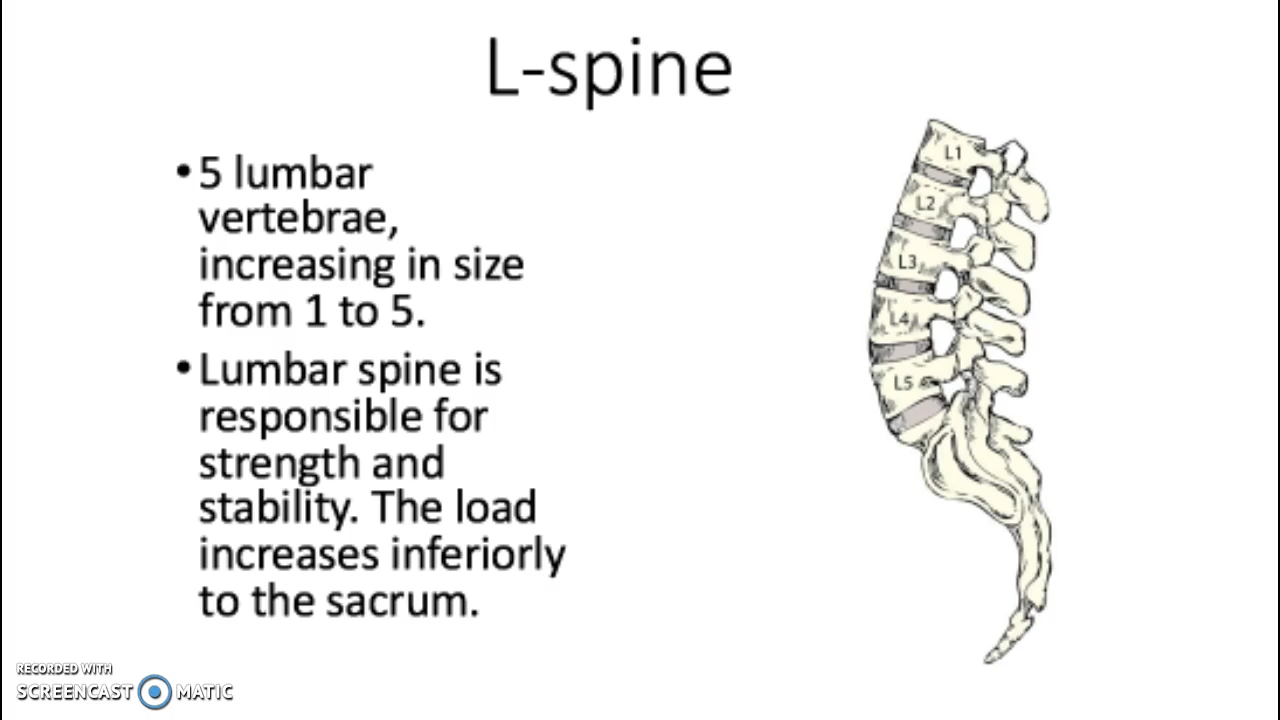 L-spine
•5 lumbar
vertebrae,
increasing in size
from 1 to 5.
•Lumbar spine is
responsible for
strength and
stability. The load
increases inferiorly
to the sacrum.
L1
L2
L3
L4
L5
RECORDED WITH
SCREENCAST MATIC